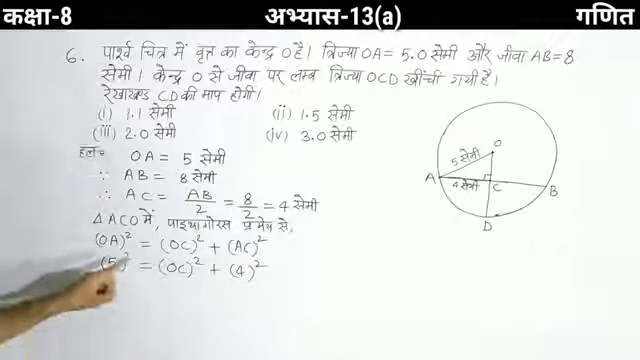 कक्षा-8 अभ्यास-13(a) गणित
6. पार्श्व चित्र में वृत्त का केन्द्र O है। त्रिज्या OA = 5.0 सेमी और जीवा AB = 8
सेमी। केन्द्र O से जीवा पर लम्ब त्रिज्या OCD खींची गयी है।
रेखाखण्ड CD की माप होगी।
(i) 1.1 सेमी (ii) 1.5 सेमी
(iii) 2.0 सेमी (iv) 3.0 सेमी
हल- OA = 5 सेमी
∵ AB = 8 सेमी
∴ AC = AB/2 = 8/2 = 4 सेमी
△ACO में, पाइथागोरस प्रमेय से,
(OA)² = (OC)² + (AC)²
(5)² = (OC)² + (4)²
O
5 सेमी
A 4 सेमी C B
D